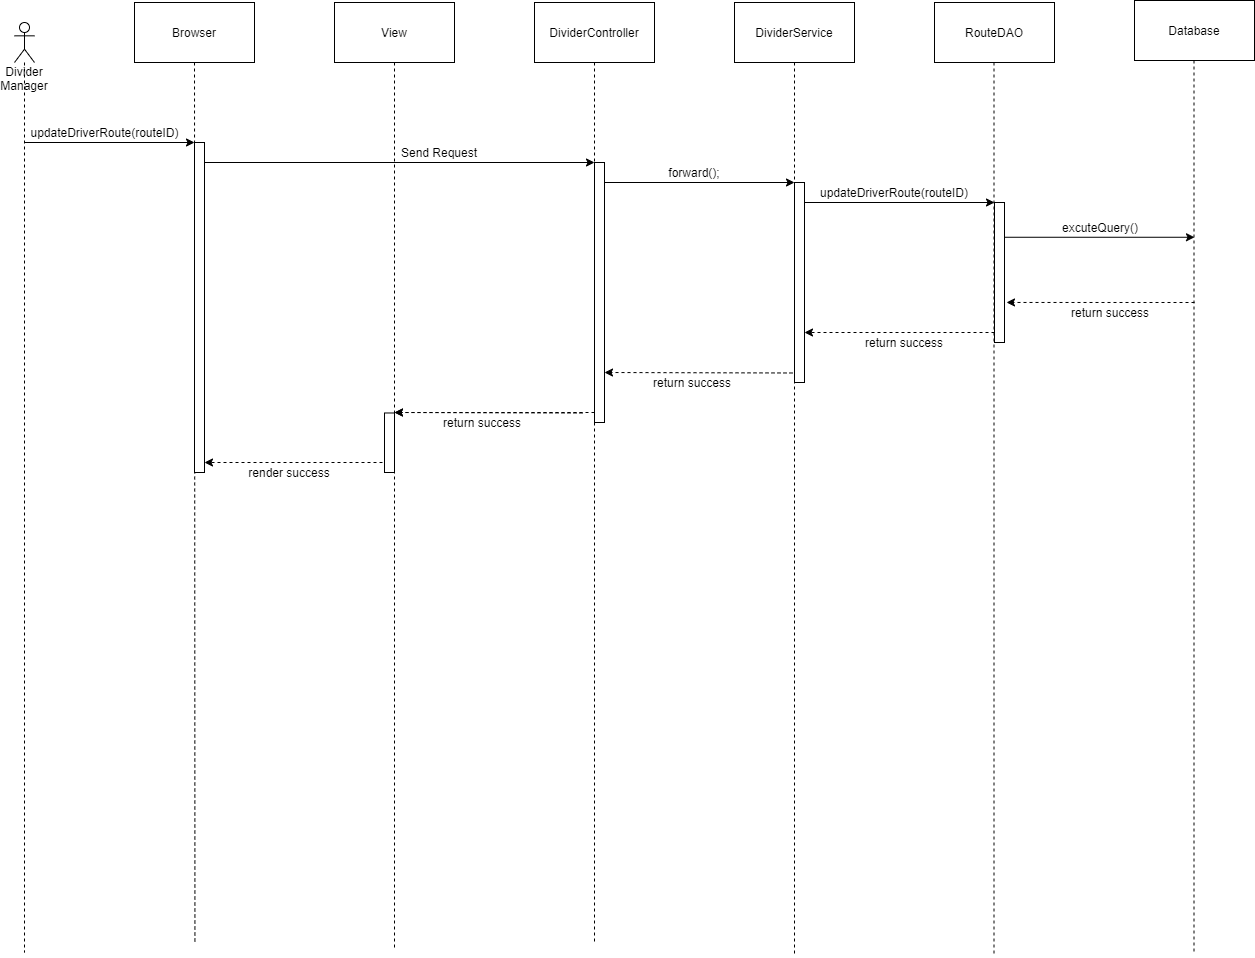 Browser
View
DividerController
DividerService
RouteDAO
Database
Divider
Manager
updateDriverRoute(routeID)
Send Request
forward();
updateDriverRoute(routeID)
excuteQuery()
return success
return success
return success
return success
render success